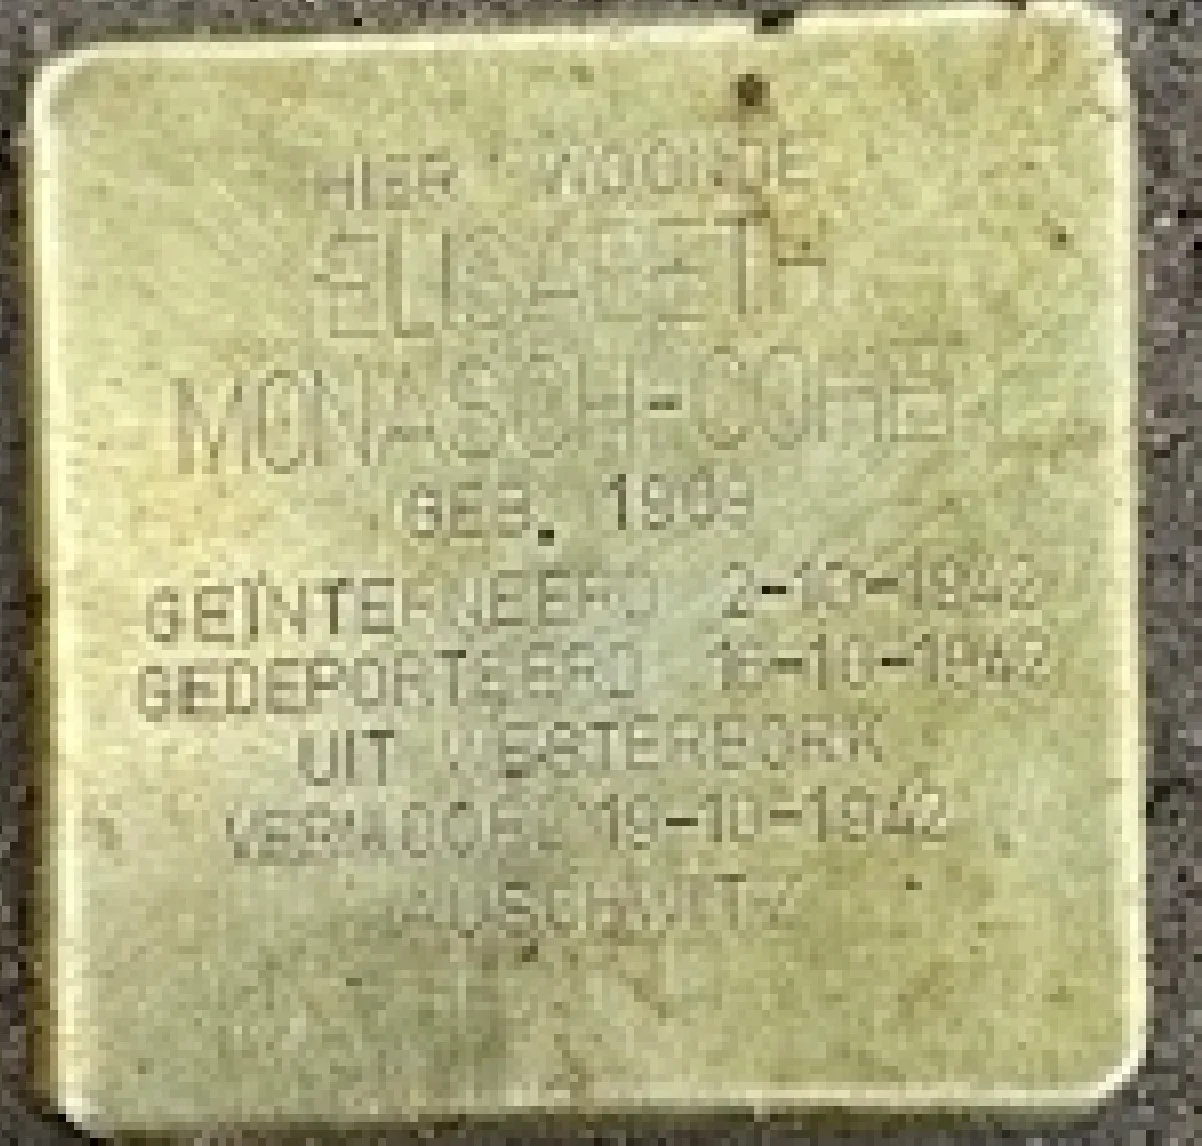 HIER WOONDE
ELISABETH
MONASCH-COHEN
GEB. 1909
GEÏNTERNEERD 2-10-1942
GEDEPORTEERD 16-10-1942
UIT WESTERBORK
VERMOORD 19-10-1942
AUSCHWITZ